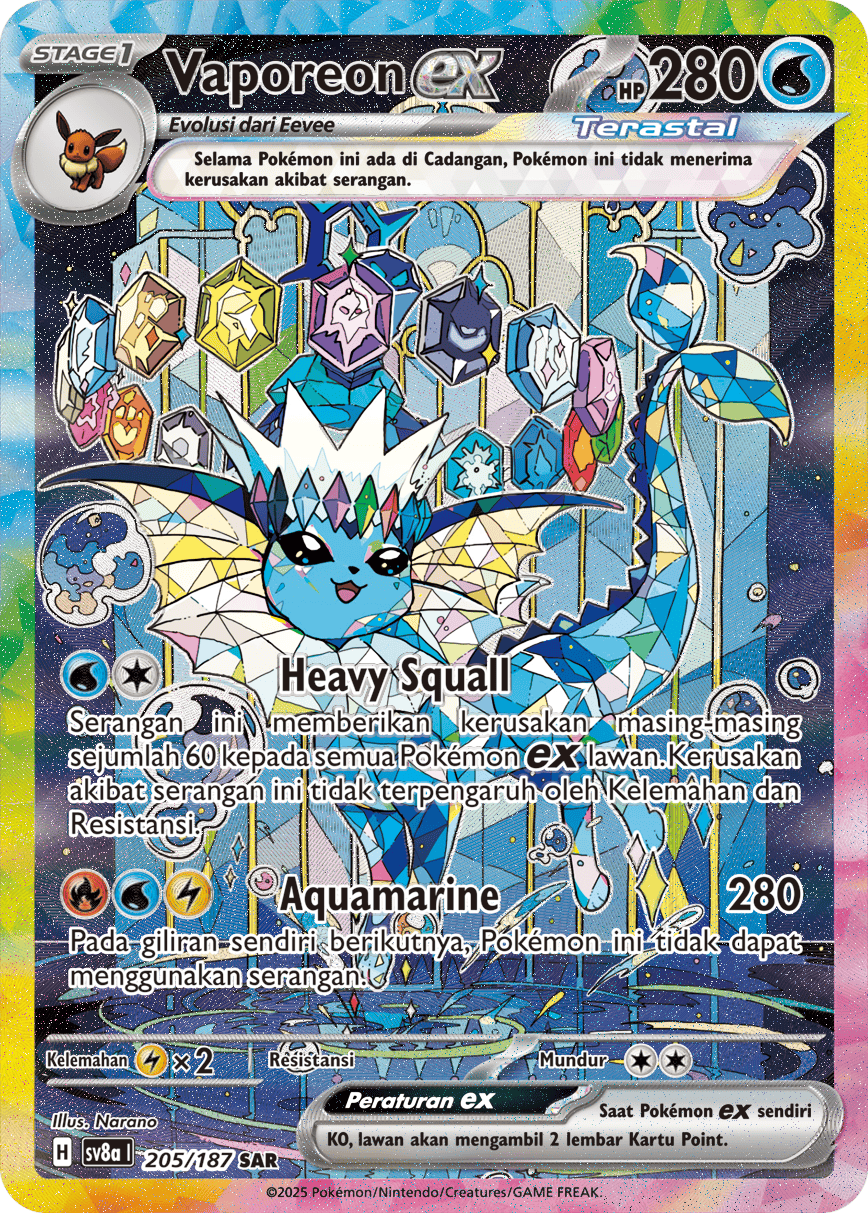 STAGE1 Vaporeon ex HP 280
Evolusi dari Eevee Terastal
Selama Pokémon ini ada di Cadangan, Pokémon ini tidak menerima
kerusakan akibat serangan.
Heavy Squall
Serangan ini memberikan kerusakan masing-masing
sejumlah 60 kepada semua Pokémon ex lawan. Kerusakan
akibat serangan ini tidak terpengaruh oleh Kelemahan dan
Resistansi.
Aquamarine 280
Pada giliran sendiri berikutnya, Pokémon ini tidak dapat
menggunakan serangan.
Kelemahan ×2 Resistansi Mundur
Peraturan ex Saat Pokémon ex sendiri
KO, lawan akan mengambil 2 lembar Kartu Point.
Illus. Narano
H sv8a I 205/187 SAR
©2025 Pokémon/Nintendo/Creatures/GAME FREAK.